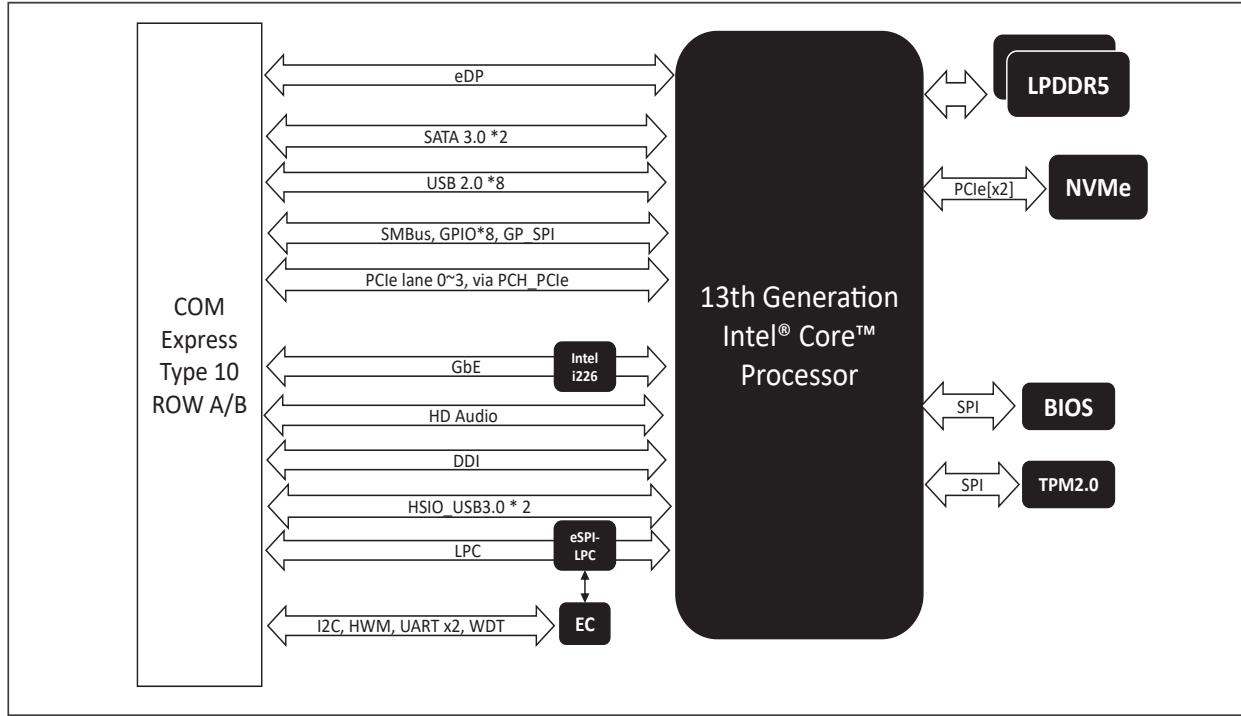 COM
Express
Type 10
ROW A/B
eDP
SATA 3.0 *2
USB 2.0 *8
SMBus, GPIO*8, GP_SPI
PCIe lane 0~3, via PCH_PCIe
GbE
Intel
i226
HD Audio
DDI
HSIO_USB3.0 * 2
LPC
eSPI-
LPC
I2C, HWM, UART x2, WDT
EC
13th Generation
Intel® Core™
Processor
LPDDR5
PCIe[x2]
NVMe
SPI
BIOS
SPI
TPM2.0